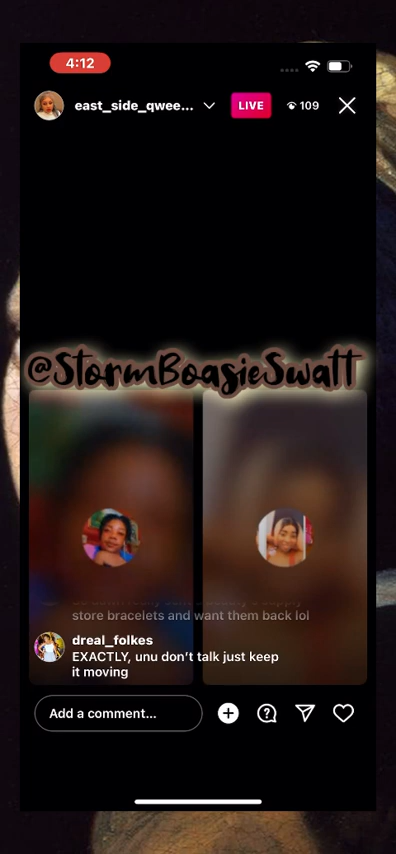 4:12
east_side_qwee...
LIVE
109
@StormBoasieSwatt
store bracelets and want them back lol
dreal_folkes
EXACTLY, unu don't talk just keep
it moving
Add a comment...